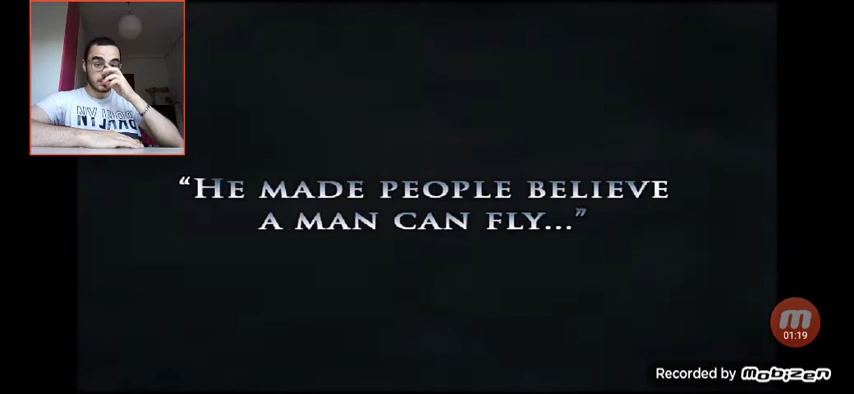 “HE MADE PEOPLE BELIEVE
A MAN CAN FLY...”
01:19
Recorded by mobizen